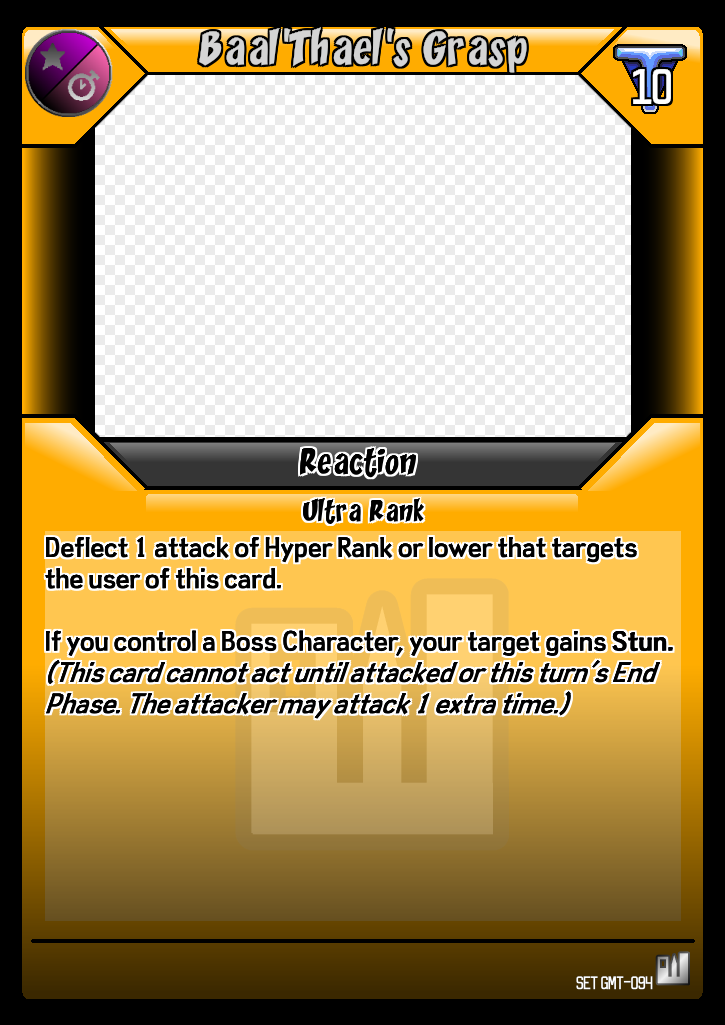 Baal'Thael's Grasp
10
Reaction
Ultra Rank
Deflect 1 attack of Hyper Rank or lower that targets
the user of this card.
If you control a Boss Character, your target gains Stun.
(This card cannot act until attacked or this turn's End
Phase. The attacker may attack 1 extra time.)
SET GMT-094